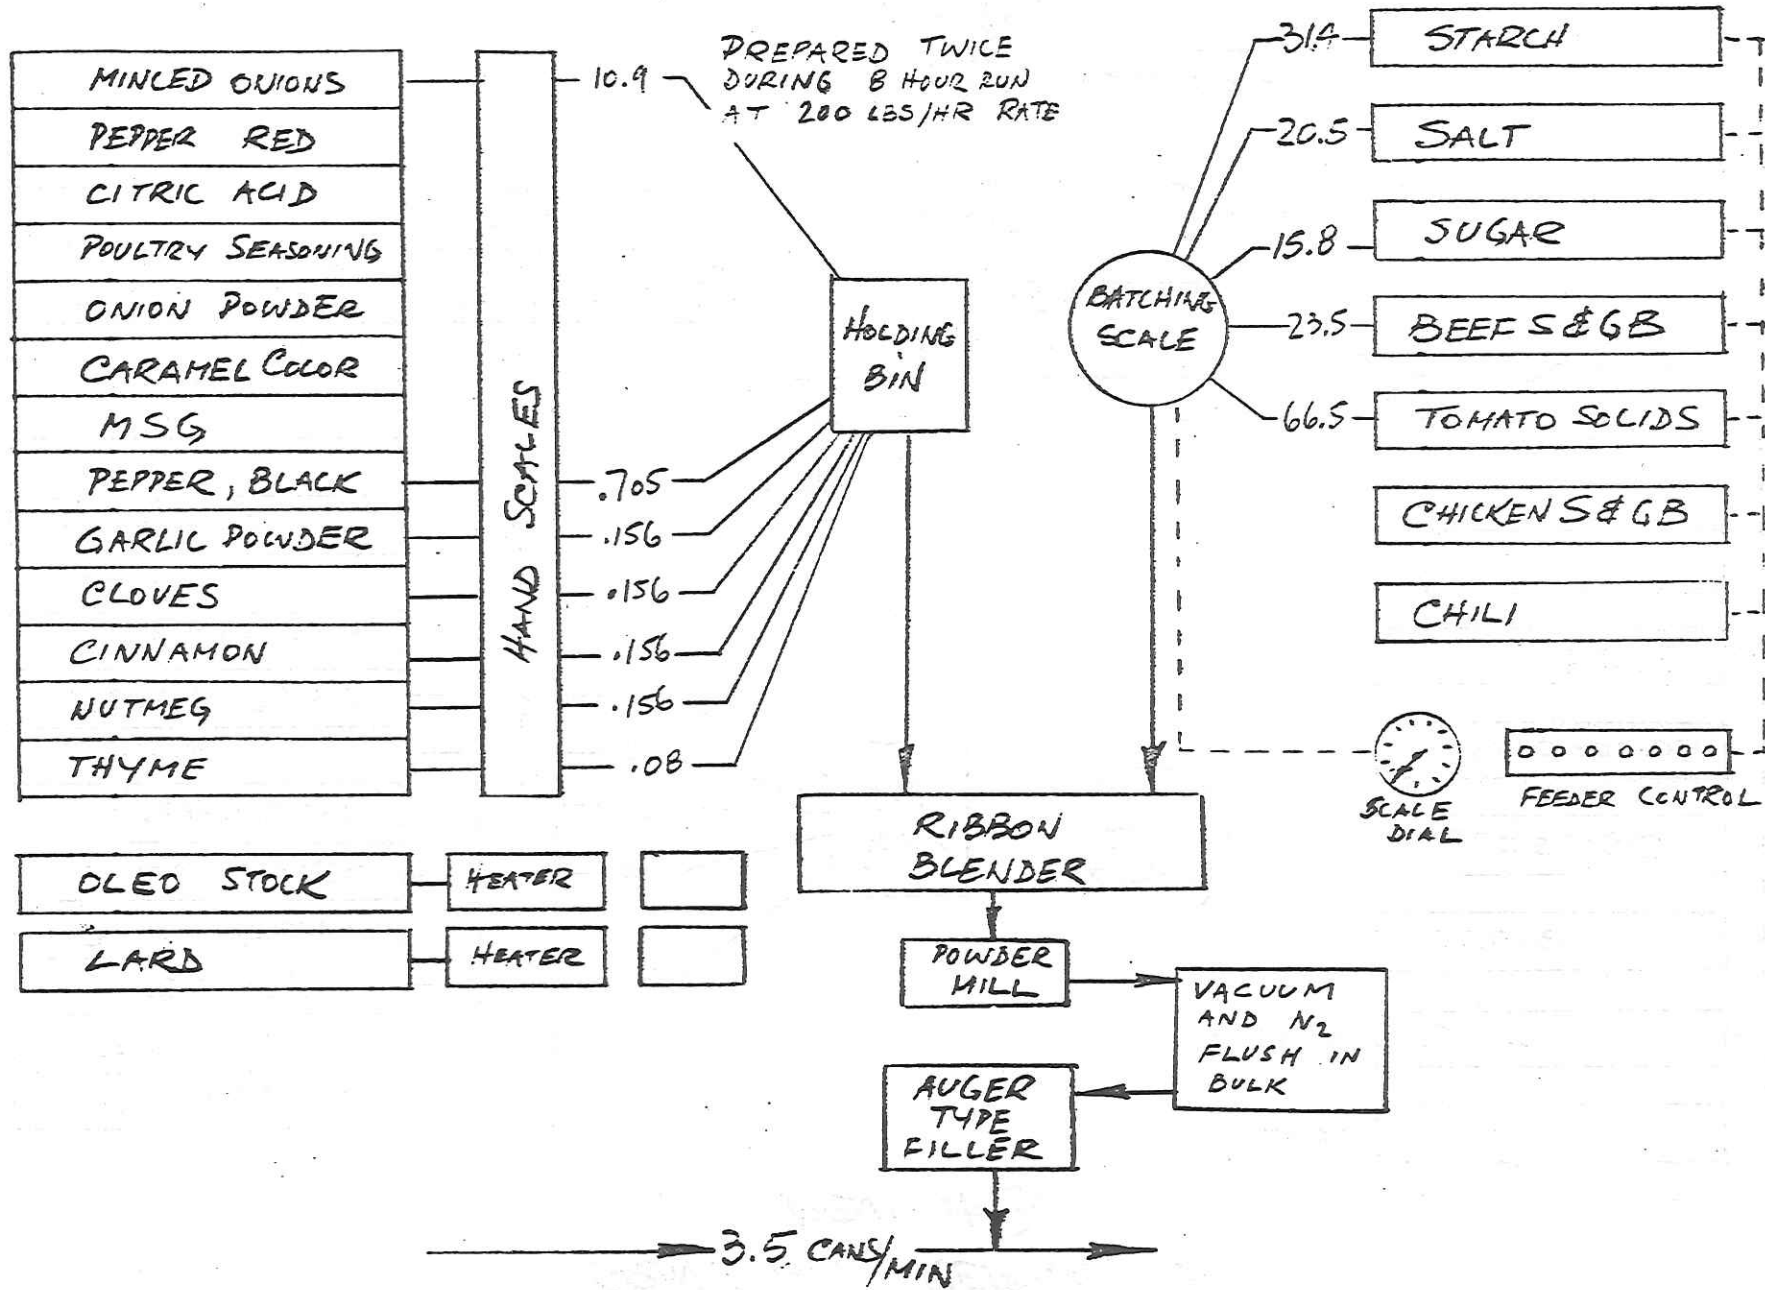 MINCED ONIONS
PEPPER RED
CITRIC ACID
POULTRY SEASONING
ONION POWDER
CARAMEL COLOR
MSG
PEPPER, BLACK
GARLIC POWDER
CLOVES
CINNAMON
NUTMEG
THYME
HAND SCALES
10.9
.705
.156
.156
.156
.156
.08
PREPARED TWICE
DURING 8 HOUR RUN
AT 200 LBS/HR RATE
HOLDING
BIN
BATCHING
SCALE
31.4
20.5
15.8
23.5
66.5
STARCH
SALT
SUGAR
BEEF S & GB
TOMATO SOLIDS
CHICKEN S & GB
CHILI
SCALE
DIAL
FEEDER CONTROL
OLEO STOCK
HEATER
LARD
HEATER
RIBBON
BLENDER
POWDER
MILL
VACUUM
AND N2
FLUSH IN
BULK
AUGER
TYPE
FILLER
3.5 CANS/MIN